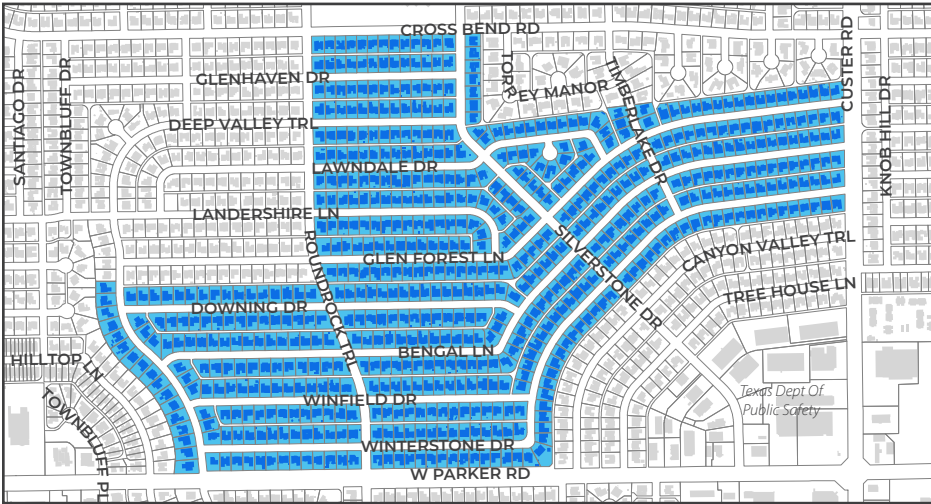 CROSS BEND RD
GLENHAVEN DR
TORR
EY MANOR
TIMBERLAKE DR
CUSTER RD
KNOB HILL DR
SANTIAGO DR
TOWNBLUFF DR
DEEP VALLEY TRL
LAWNDALE DR
LANDERSHIRE LN
ROUNDROCK TRL
GLEN FOREST LN
SILVERSTONE DR
CANYON VALLEY TRL
TREE HOUSE LN
DOWNING DR
BENGAL LN
HILLTOP LN
TOWNBLUFF PL
WINFIELD DR
Texas Dept Of
Public Safety
WINTERSTONE DR
W PARKER RD